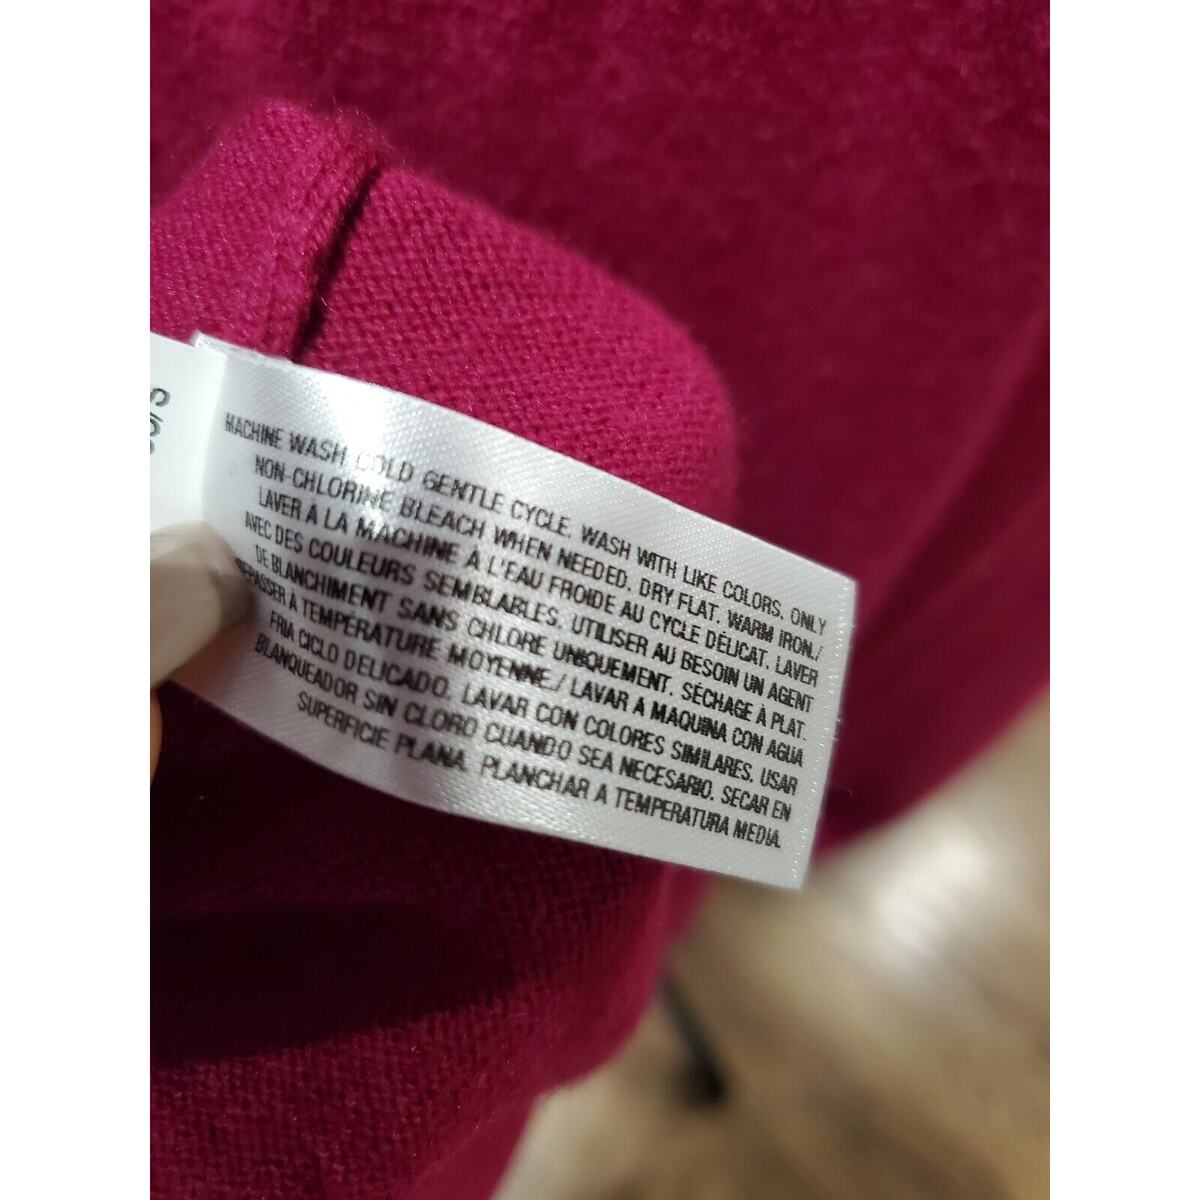 MACHINE WASH COLD GENTLE CYCLE. WASH WITH LIKE COLORS. ONLY
NON-CHLORINE BLEACH WHEN NEEDED. DRY FLAT. WARM IRON./
LAVER À LA MACHINE À L'EAU FROIDE AU CYCLE DÉLICAT. LAVER
AVEC DES COULEURS SEMBLABLES. UTILISER AU BESOIN UN AGENT
DE BLANCHIMENT SANS CHLORE UNIQUEMENT. SÉCHAGE À PLAT.
REPASSER À TEMPERATURE MOYENNE./ LAVAR A MAQUINA CON AGUA
FRIA CICLO DELICADO. LAVAR CON COLORES SIMILARES. USAR
BLANQUEADOR SIN CLORO CUANDO SEA NECESARIO. SECAR EN
SUPERFICIE PLANA. PLANCHAR A TEMPERATURA MEDIA.